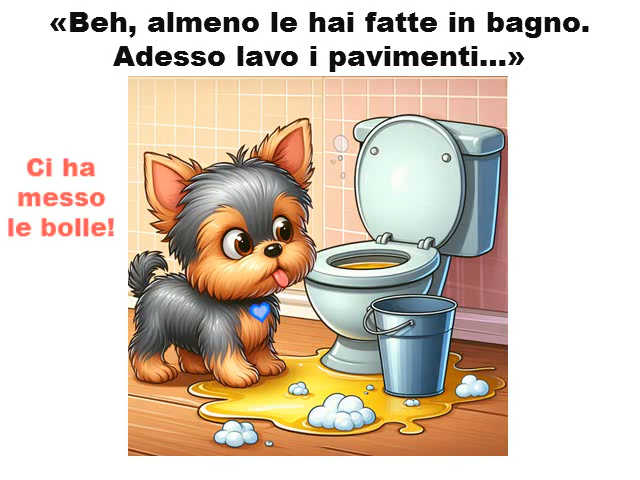 «Beh, almeno le hai fatte in bagno.
Adesso lavo i pavimenti...»
Ci ha
messo
le bolle!